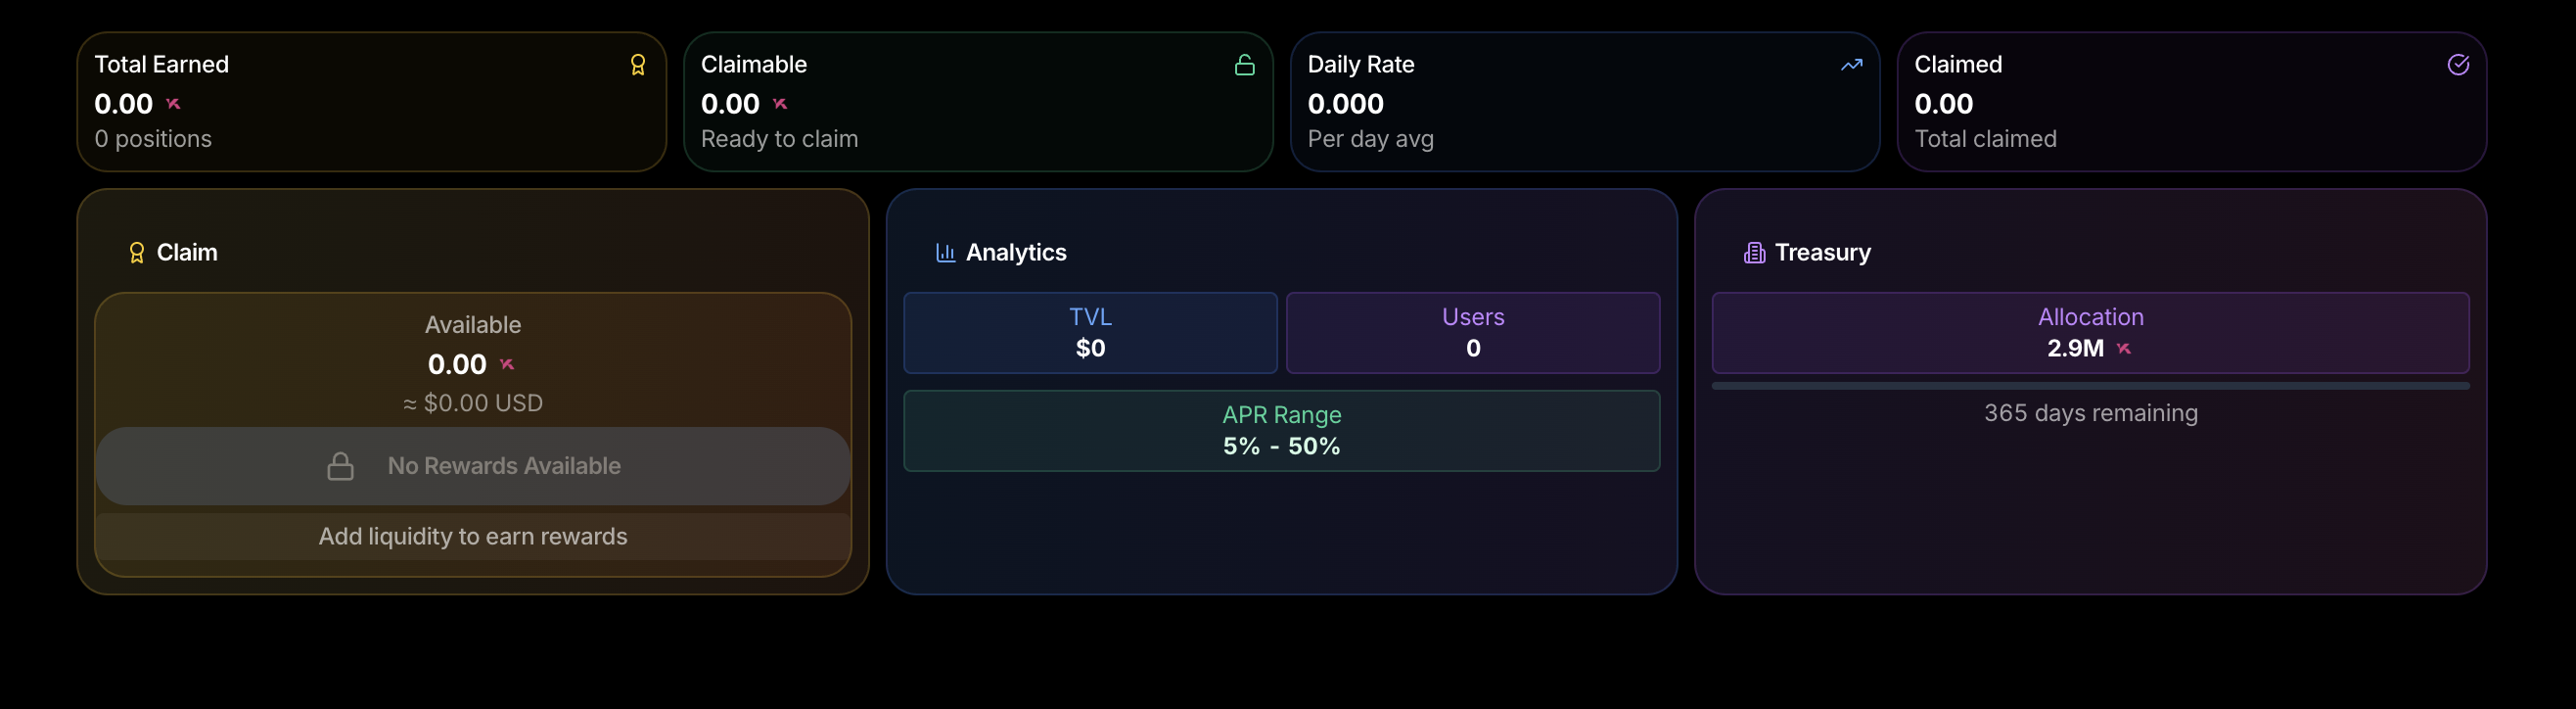 Total Earned
0.00
0 positions
Claimable
0.00
Ready to claim
Daily Rate
0.000
Per day avg
Claimed
0.00
Total claimed
Claim
Available
0.00
≈ $0.00 USD
No Rewards Available
Add liquidity to earn rewards
Analytics
TVL
$0
Users
0
APR Range
5% - 50%
Treasury
Allocation
2.9M
365 days remaining